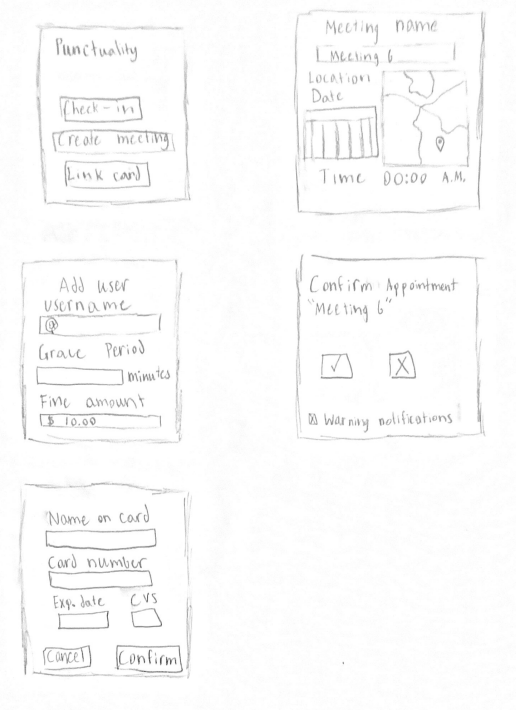 Punctuality
Check-in
Create meeting
Link card
Meeting name
Meeting 6
Location
Date
Time 00:00 A.M.
Add user
username
@
Grace Period
minutes
Fine amount
$ 10.00
Confirm Appointment
"Meeting 6"
✓ X
☒ Warning notifications
Name on card
Card number
Exp. date CVS
Cancel Confirm